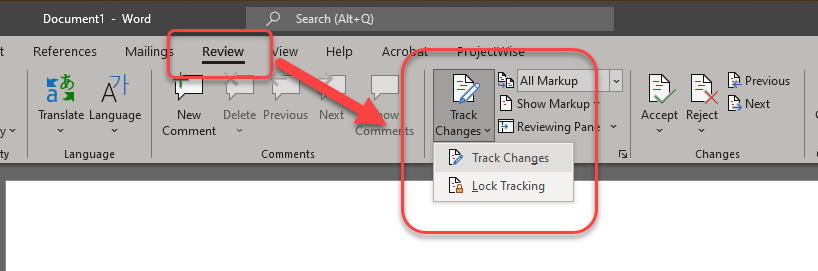 Document1 - Word
Search (Alt+Q)
References Mailings Review View Help Acrobat ProjectWise
Translate
Language
Language
New
Comment
Delete
Previous
Next
Show
Comments
Comments
Track
Changes
All Markup
Show Markup
Reviewing Pane
Track Changes
Lock Tracking
Accept
Reject
Previous
Next
Changes